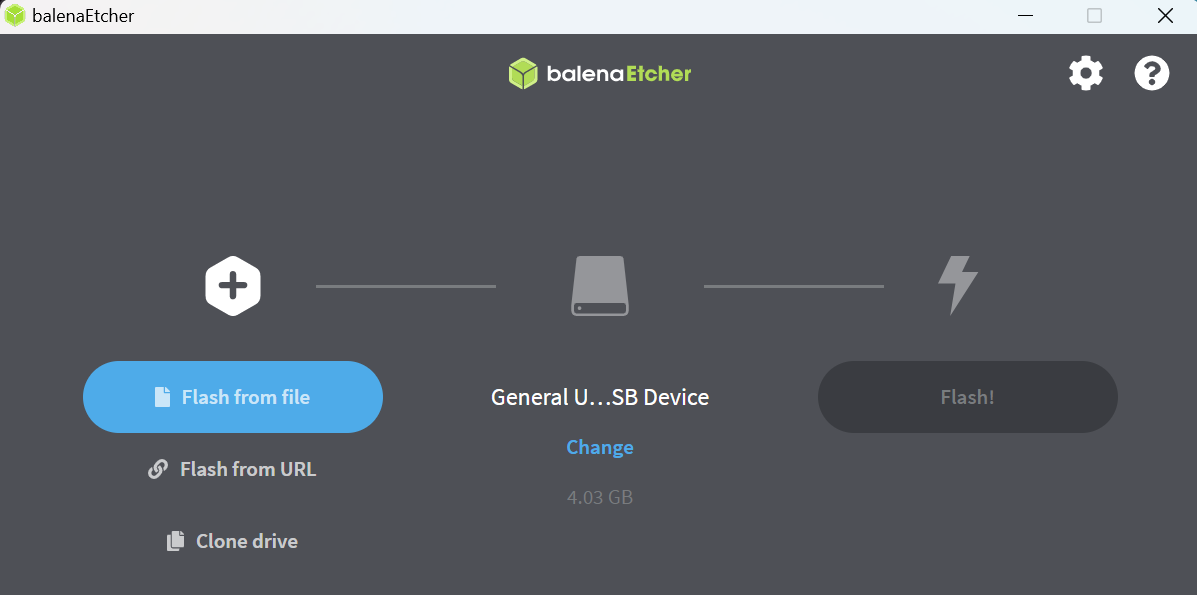 balenaEtcher
balenaEtcher
Flash from file
General U...SB Device
Flash!
Change
Flash from URL
4.03 GB
Clone drive